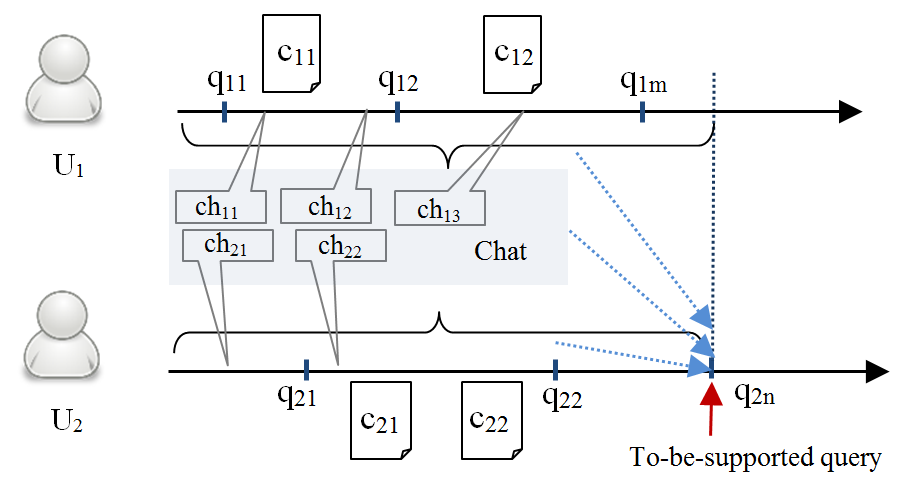 c₁₁
c₁₂
q₁₁
q₁₂
q₁ₘ
U₁
ch₁₁
ch₁₂
ch₁₃
ch₂₁
ch₂₂
Chat
q₂₁
c₂₁
c₂₂
q₂₂
q₂ₙ
U₂
To-be-supported query